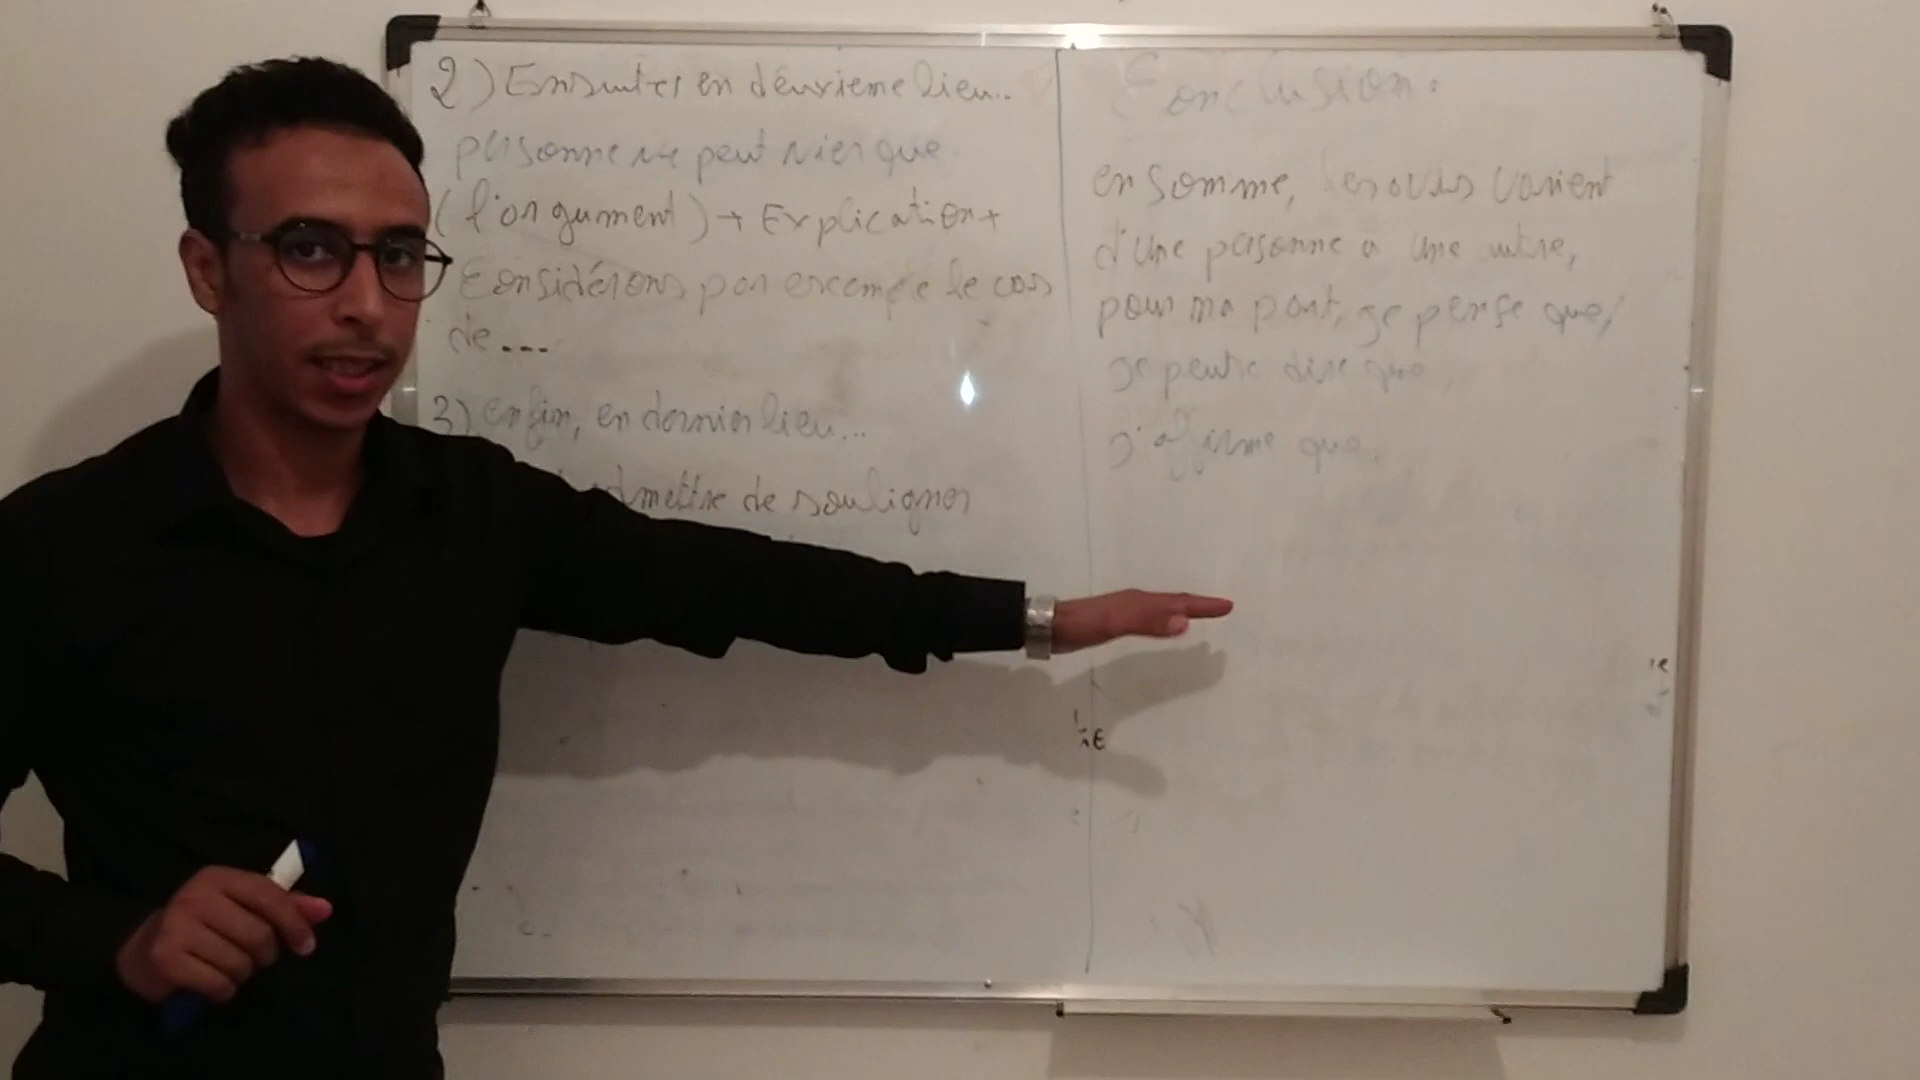 2) Ensuite, en deuxième lieu...
personne ne peut nier que
(l'argument) + Explication +
Considérons par exemple le cas
de...
3) enfin, en dernier lieu...
admettre de souligner
Conclusion:
en somme, les avis varient
d'une personne à une autre,
pour ma part, je pense que/
je peux dire que,
J'affirme que.